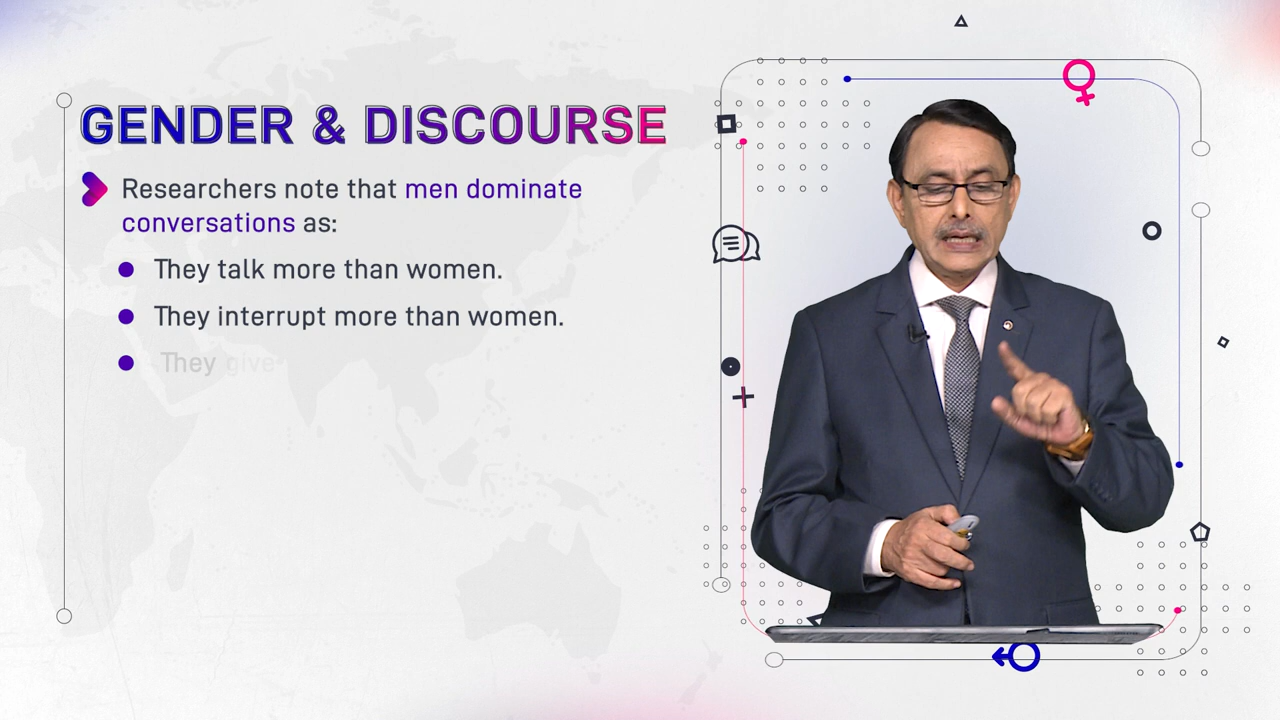 GENDER & DISCOURSE
Researchers note that men dominate
conversations as:
They talk more than women.
They interrupt more than women.
They give